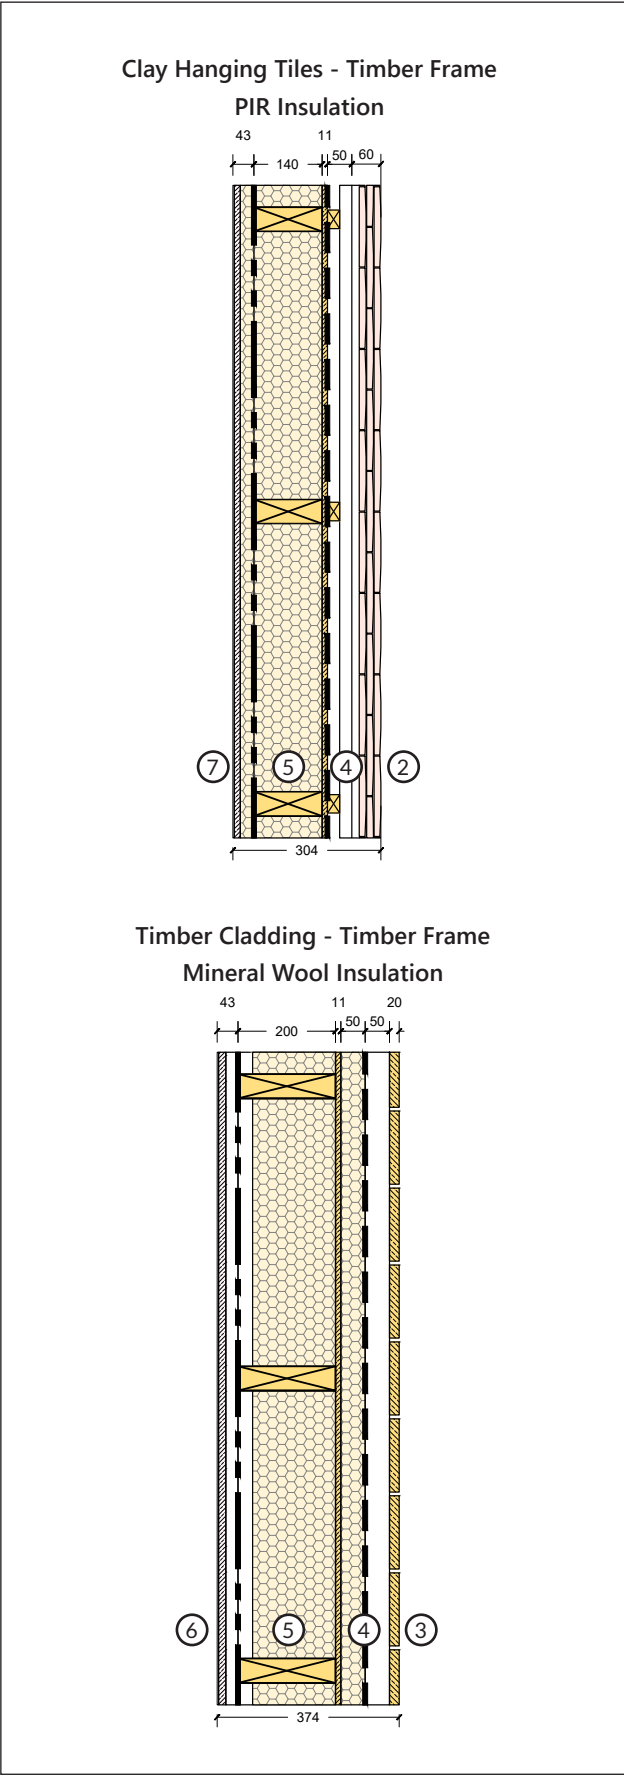 Clay Hanging Tiles - Timber Frame
PIR Insulation
43 140 11 50 60
7 5 4 2
304
Timber Cladding - Timber Frame
Mineral Wool Insulation
43 200 11 50 50 20
6 5 4 3
374